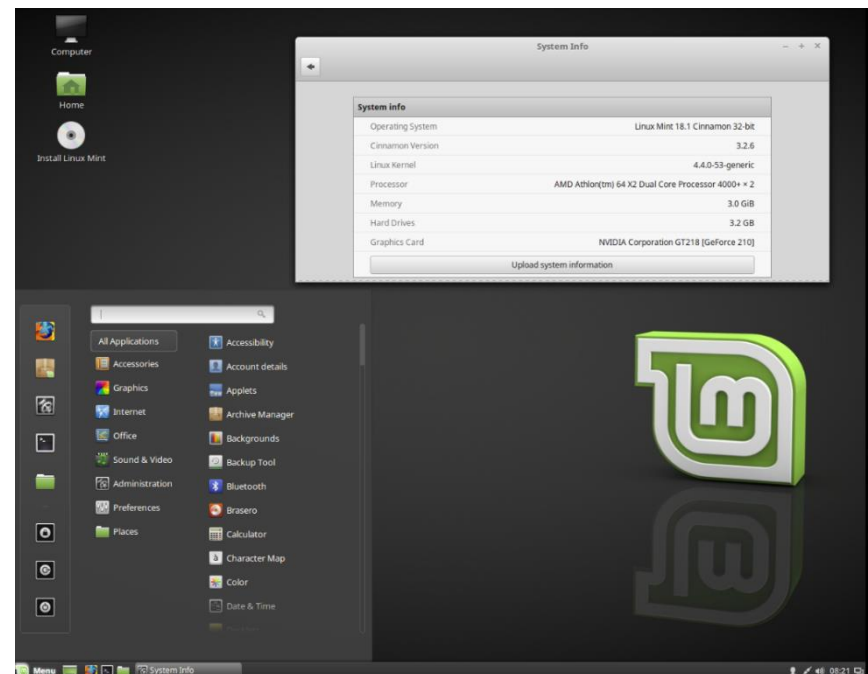 Computer
Home
Install Linux Mint
System Info
System info
Operating System Linux Mint 18.1 Cinnamon 32-bit
Cinnamon Version 3.2.6
Linux Kernel 4.4.0-53-generic
Processor AMD Athlon(tm) 64 X2 Dual Core Processor 4000+ × 2
Memory 3.0 GiB
Hard Drives 3.2 GB
Graphics Card NVIDIA Corporation GT218 [GeForce 210]
Upload system information
All Applications
Accessories
Graphics
Internet
Office
Sound & Video
Administration
Preferences
Places
Accessibility
Account details
Applets
Archive Manager
Backgrounds
Backup Tool
Bluetooth
Brasero
Calculator
Character Map
Color
Date & Time
Menu
System Info
08:21